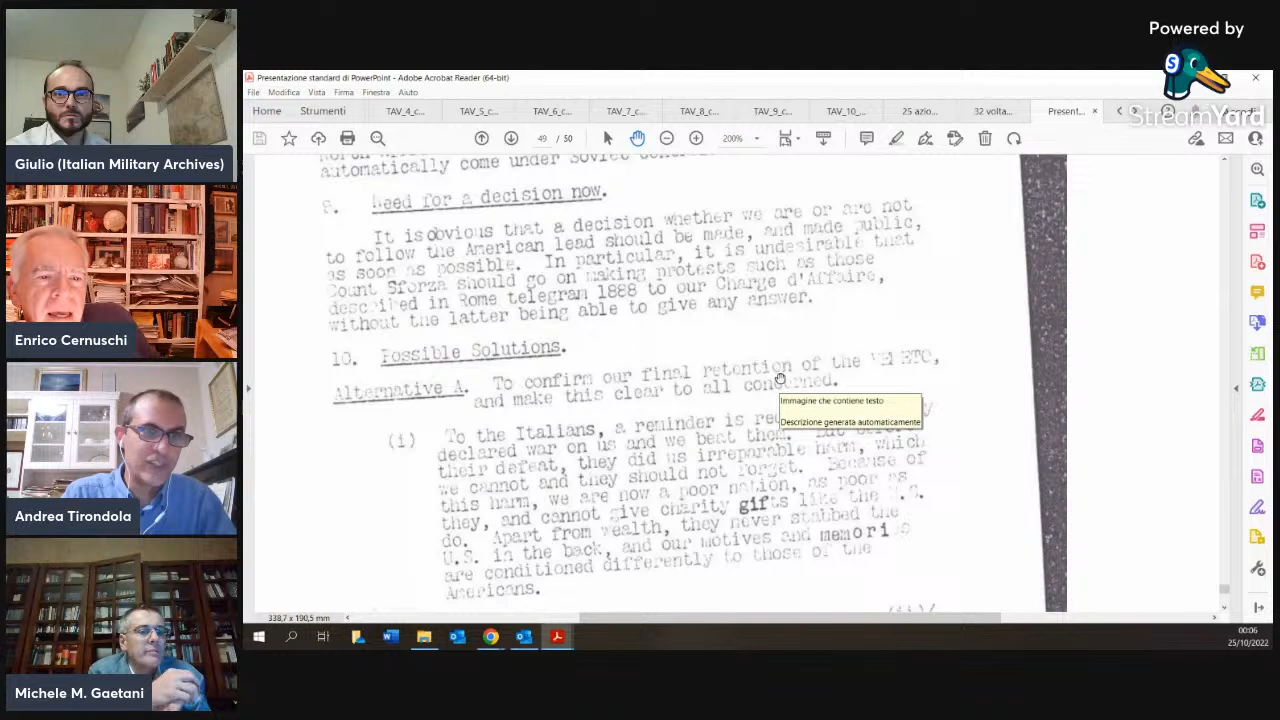 Powered by
StreamYard
Giulio (Italian Military Archives)
Enrico Cernuschi
Andrea Tirondola
Michele M. Gaetani
Presentazione standard di PowerPoint - Adobe Acrobat Reader (64-bit)
File Modifica Vista Firma Finestra Aiuto
Home Strumenti TAV_4_c... TAV_5_c... TAV_6_c... TAV_7_c... TAV_8_c... TAV_9_c... TAV_10_... 25 azio... 32 volta... Present...
49 / 50 200%
automatically come under Soviet
Need for a decision now.
It is obvious that a decision whether we are or are not
to follow the American lead should be made, and made public,
as soon as possible. In particular, it is undesirable that
Count Sforza should go on making protests such as those
described in Rome telegram 1888 to our Charge d'Affaire,
without the latter being able to give any answer.
10. Possible Solutions.
Alternative A. To confirm our final retention of the VENETO,
and make this clear to all concerned.
Immagine che contiene testo
Descrizione generata automaticamente
(i) To the Italians, a reminder is
declared war on us and we beat them. But
their defeat, they did us irreparable harm, which
we cannot and they should not forget. Because of
this harm, we are now a poor nation, as poor as
they, and cannot give charity gifts like the U.S.
do. Apart from wealth, they never stabbed the
U.S. in the back, and our motives and memories
are conditioned differently to those of the
Americans.
(ii)/
338,7 x 190,5 mm
00:06
25/10/2022